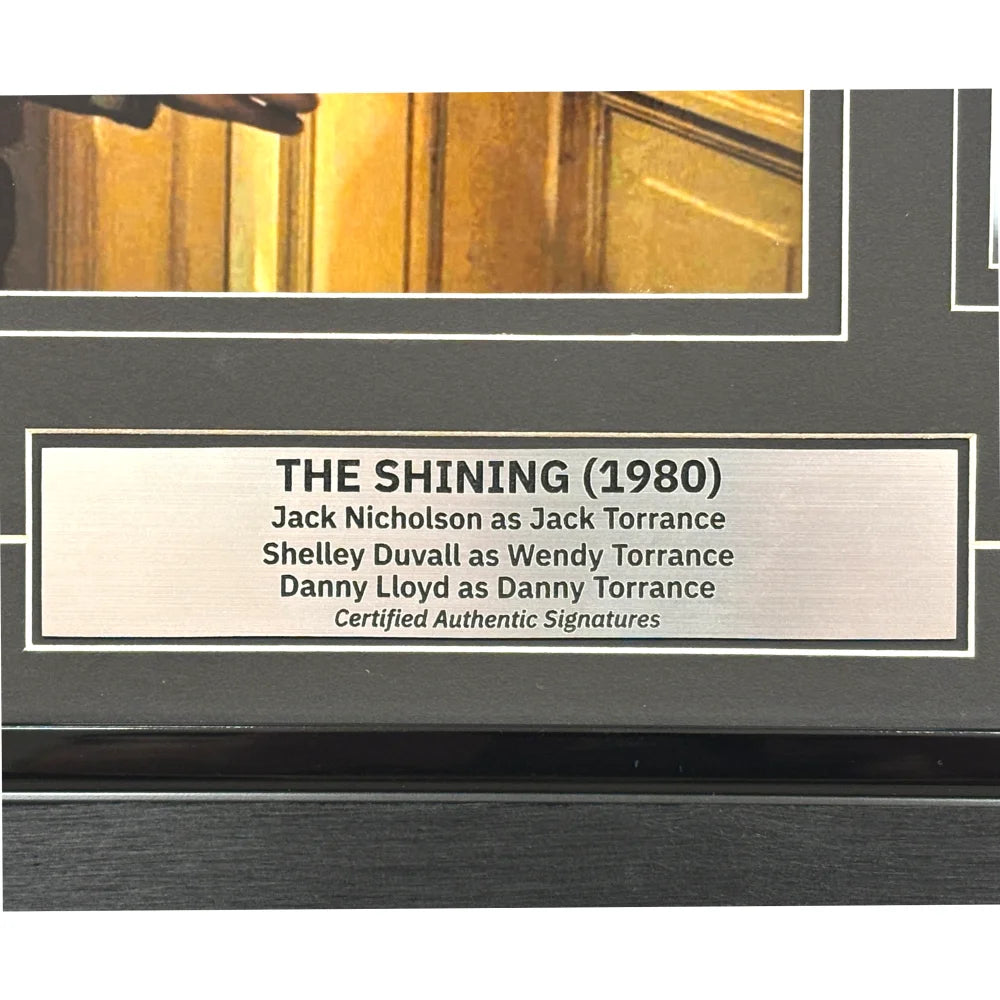 THE SHINING (1980)
Jack Nicholson as Jack Torrance
Shelley Duvall as Wendy Torrance
Danny Lloyd as Danny Torrance
Certified Authentic Signatures